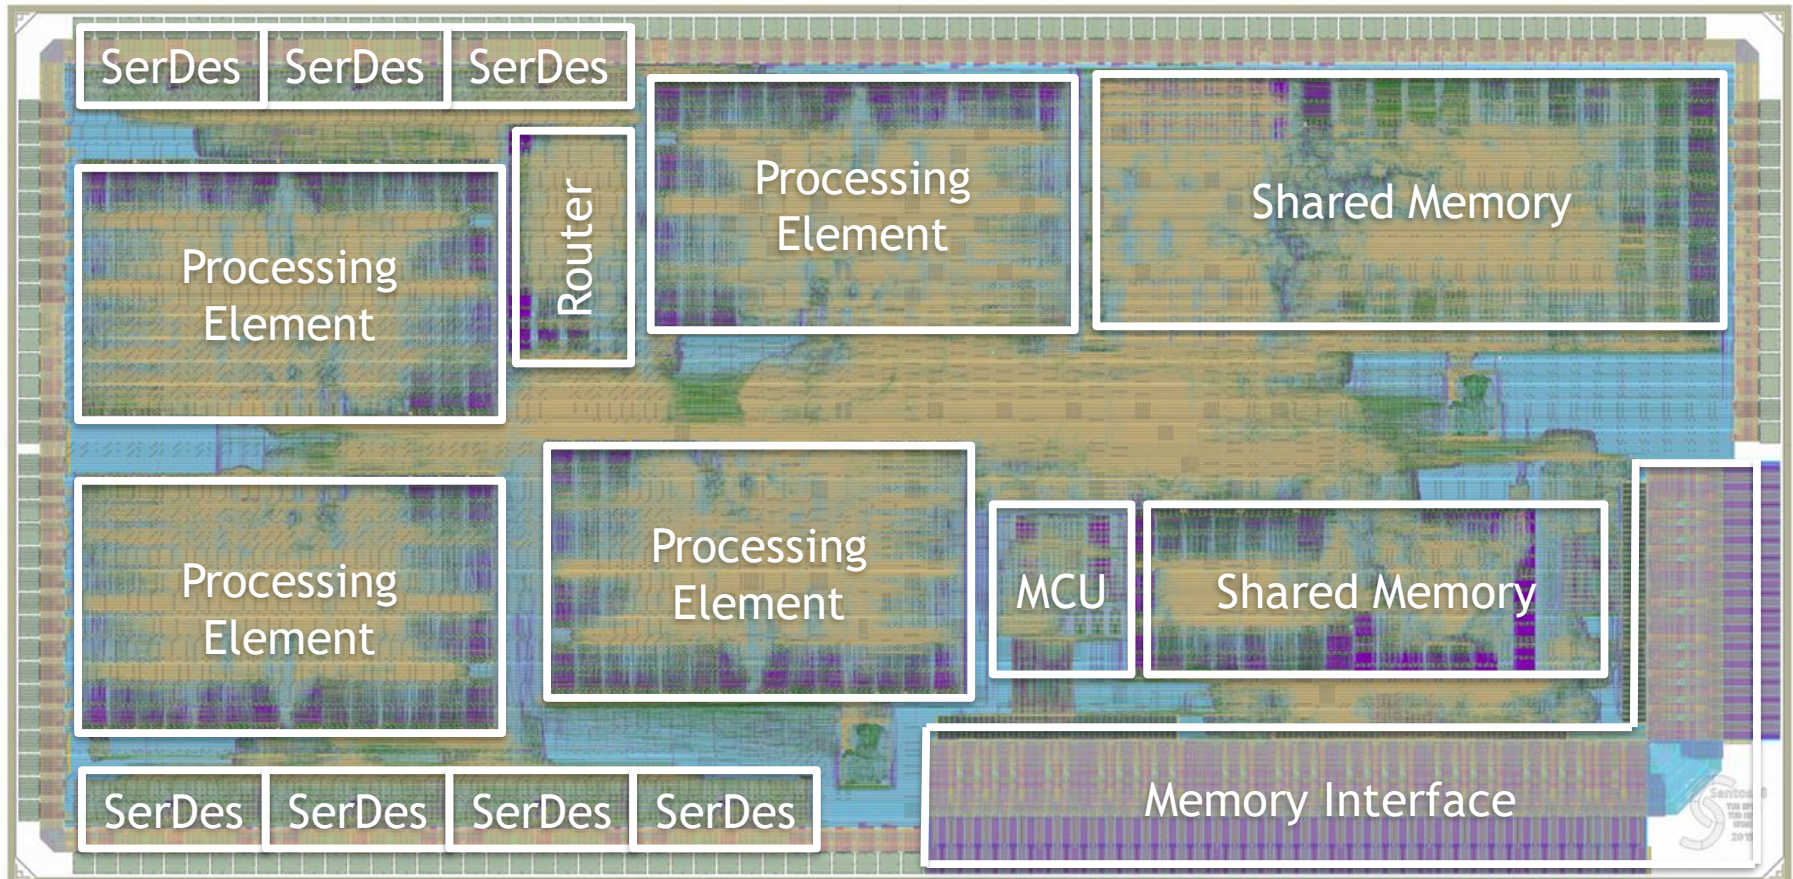 SerDes SerDes SerDes
Processing
Element
Router
Processing
Element
Shared Memory
Processing
Element
Processing
Element
MCU
Shared Memory
SerDes SerDes SerDes SerDes
Memory Interface